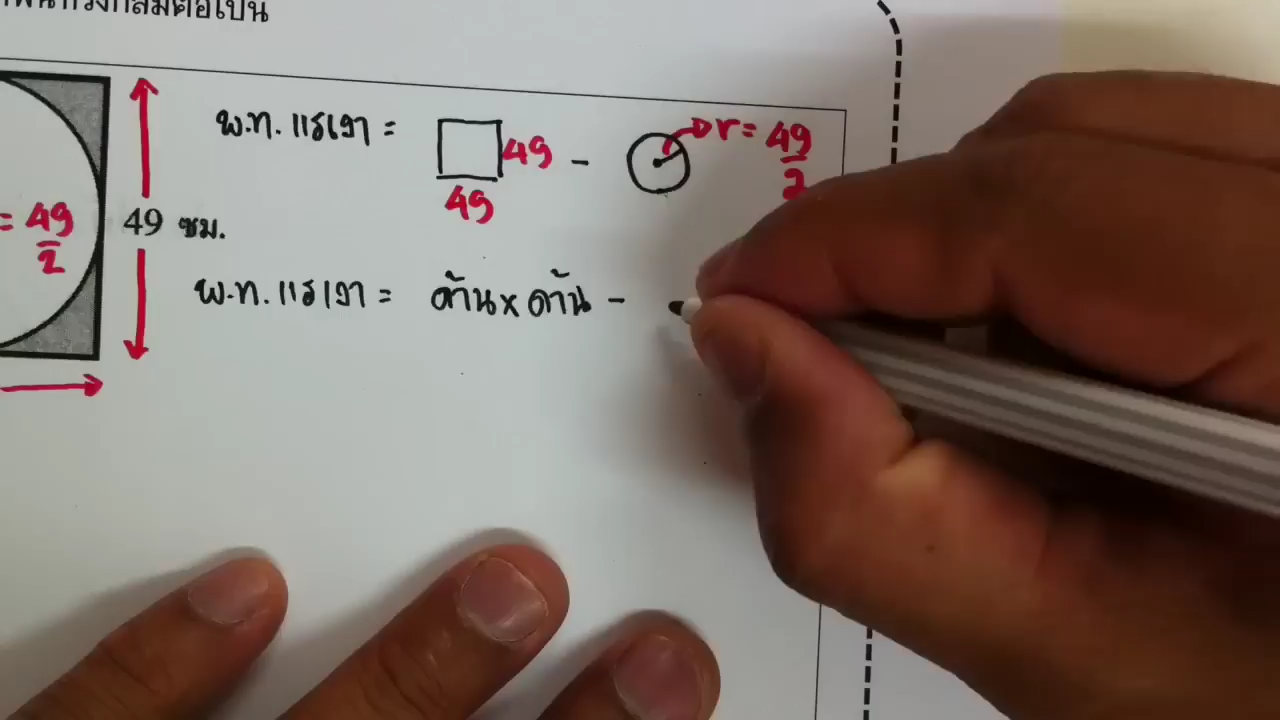 พ.ท. แรเงา = 49 - r = 49/2
49
= 49/2
49 ซม.
พ.ท. แรเงา = ด้าน x ด้าน -